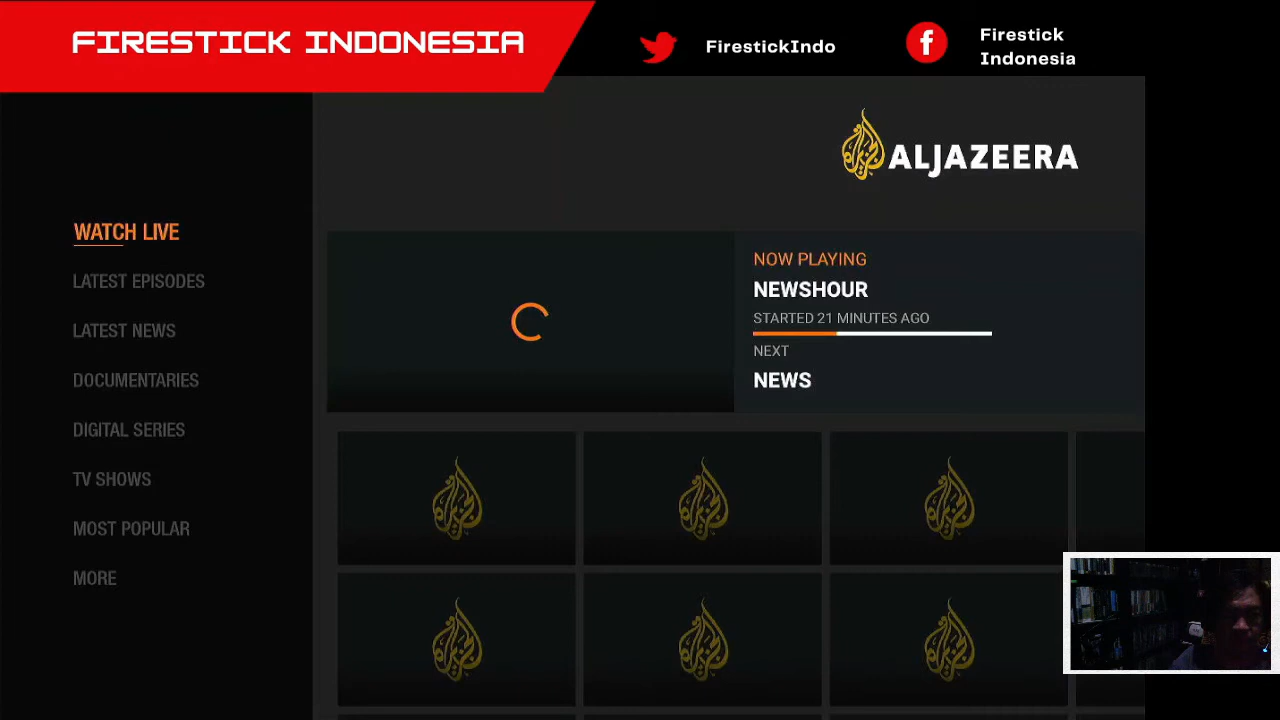 FIRESTICK INDONESIA
FirestickIndo
Firestick
Indonesia
ALJAZEERA
WATCH LIVE
LATEST EPISODES
LATEST NEWS
DOCUMENTARIES
DIGITAL SERIES
TV SHOWS
MOST POPULAR
MORE
NOW PLAYING
NEWSHOUR
STARTED 21 MINUTES AGO
NEXT
NEWS